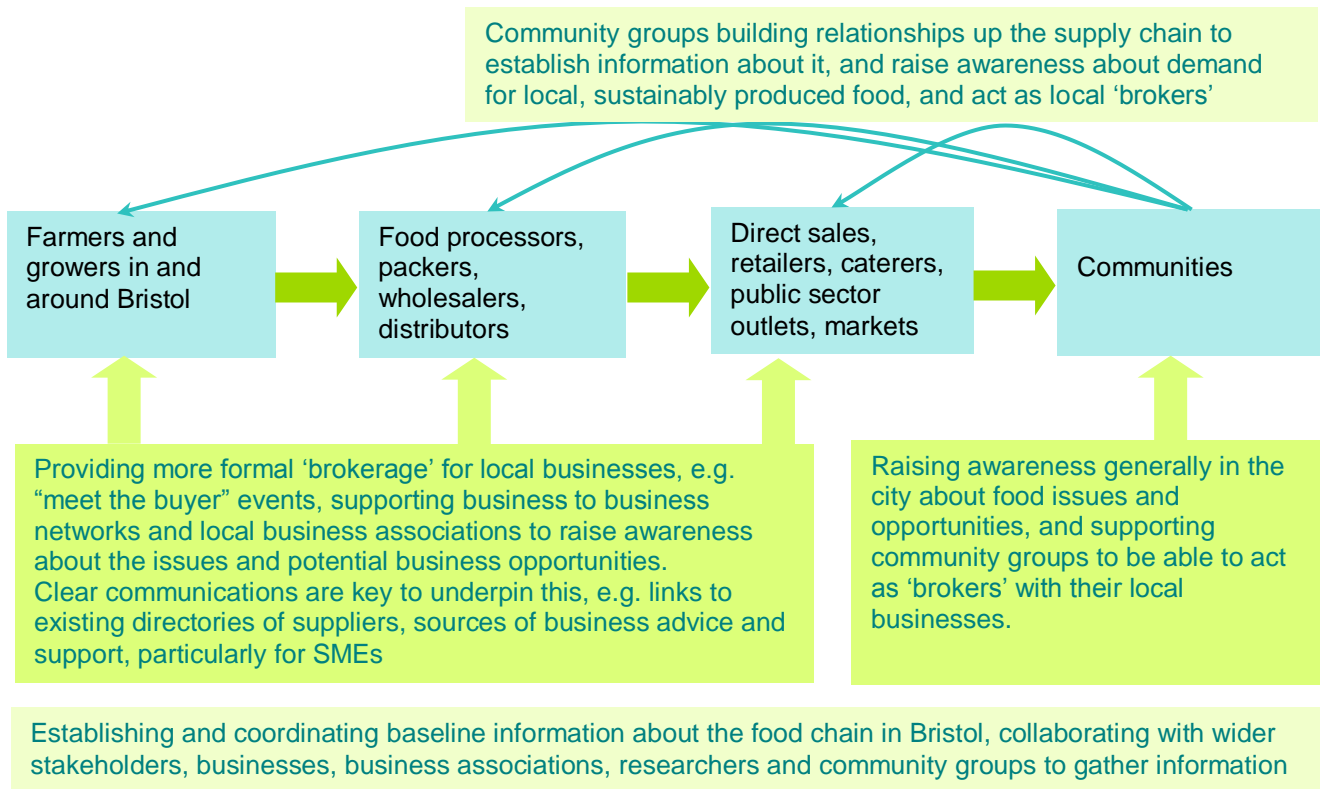 Community groups building relationships up the supply chain to
establish information about it, and raise awareness about demand
for local, sustainably produced food, and act as local ‘brokers’
Farmers and
growers in and
around Bristol
Food processors,
packers,
wholesalers,
distributors
Direct sales,
retailers, caterers,
public sector
outlets, markets
Communities
Providing more formal ‘brokerage’ for local businesses, e.g.
“meet the buyer” events, supporting business to business
networks and local business associations to raise awareness
about the issues and potential business opportunities.
Clear communications are key to underpin this, e.g. links to
existing directories of suppliers, sources of business advice and
support, particularly for SMEs
Raising awareness generally in the
city about food issues and
opportunities, and supporting
community groups to be able to act
as ‘brokers’ with their local
businesses.
Establishing and coordinating baseline information about the food chain in Bristol, collaborating with wider
stakeholders, businesses, business associations, researchers and community groups to gather information